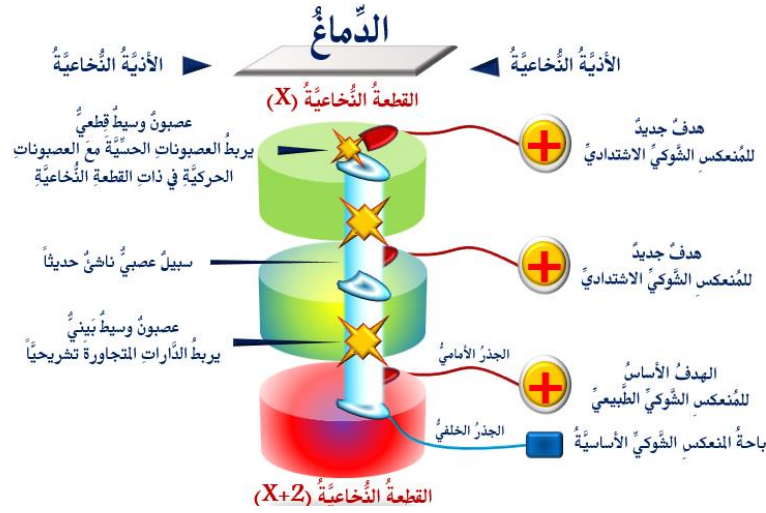 الدِّماغُ
الأذيَّةُ النُّخاعيَّةُ
الأذيَّةُ النُّخاعيَّةُ
القطعةُ النُّخاعيَّةُ (X)
هدفٌ جديدٌ
للمُنعكسِ الشَّوكيِّ الاشتداديِّ
عصبونٌ وسيطٌ قِطعيٌّ
يربطُ العصبوناتِ الحسِّيَّةَ مع العصبوناتِ
الحركيَّةِ في ذاتِ القطعةِ النُّخاعيَّةِ
هدفٌ جديدٌ
للمُنعكسِ الشَّوكيِّ الاشتداديِّ
سبيلٌ عصبيٌّ ناشئٌ حديثاً
عصبونٌ وسيطٌ بَينيٌّ
يربطُ الدَّاراتِ المتجاورةِ تشريحيَّاً
الجذرُ الأماميُّ
الهدفُ الأساسُ
للمُنعكسِ الشَّوكيِّ الطَّبيعيِّ
الجذرُ الخلفيُّ
باحةُ المنعكسِ الشَّوكيِّ الأساسيَّةُ
القطعةُ النُّخاعيَّةُ (X+2)